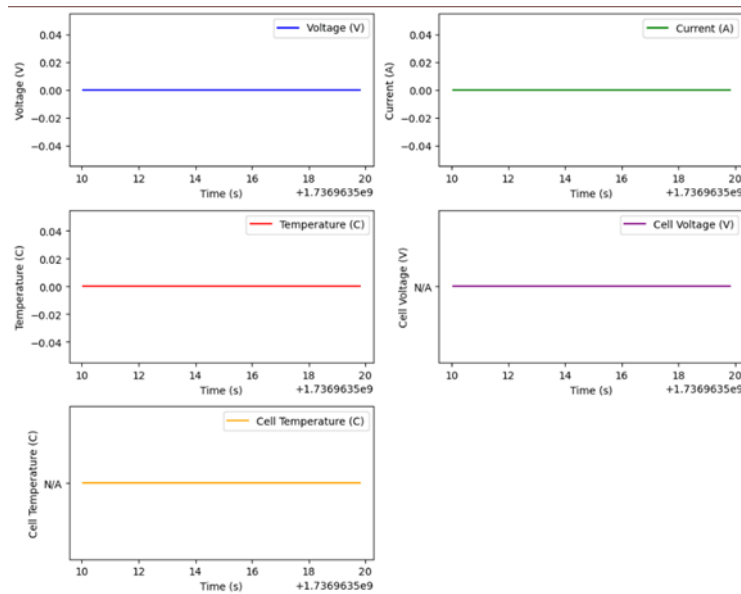 Voltage (V)
Voltage (V)
0.04
0.02
0.00
−0.02
−0.04
10 12 14 16 18 20
Time (s)
+1.7369635e9
Current (A)
Current (A)
0.04
0.02
0.00
−0.02
−0.04
10 12 14 16 18 20
Time (s)
+1.7369635e9
Temperature (C)
Temperature (C)
0.04
0.02
0.00
−0.02
−0.04
10 12 14 16 18 20
Time (s)
+1.7369635e9
Cell Voltage (V)
Cell Voltage (V)
N/A
10 12 14 16 18 20
Time (s)
+1.7369635e9
Cell Temperature (C)
Cell Temperature (C)
N/A
10 12 14 16 18 20
Time (s)
+1.7369635e9